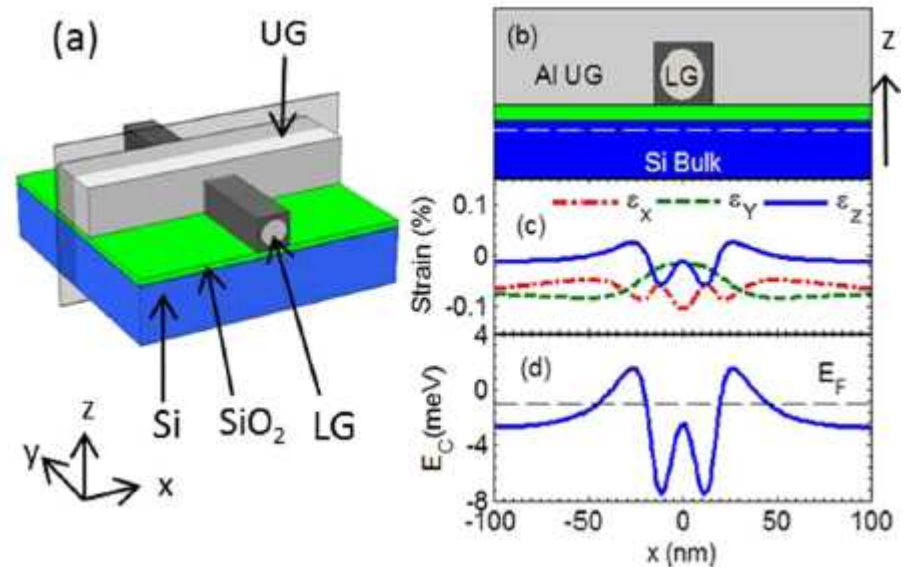 (a)
UG
Si
SiO2
LG
z
y
x
(b)
Al UG
LG
Si Bulk
z
(c)
εX
εY
εZ
Strain (%)
0.1
0
-0.1
(d)
EF
EC(meV)
4
0
-4
-8
-100
-50
0
50
100
x (nm)